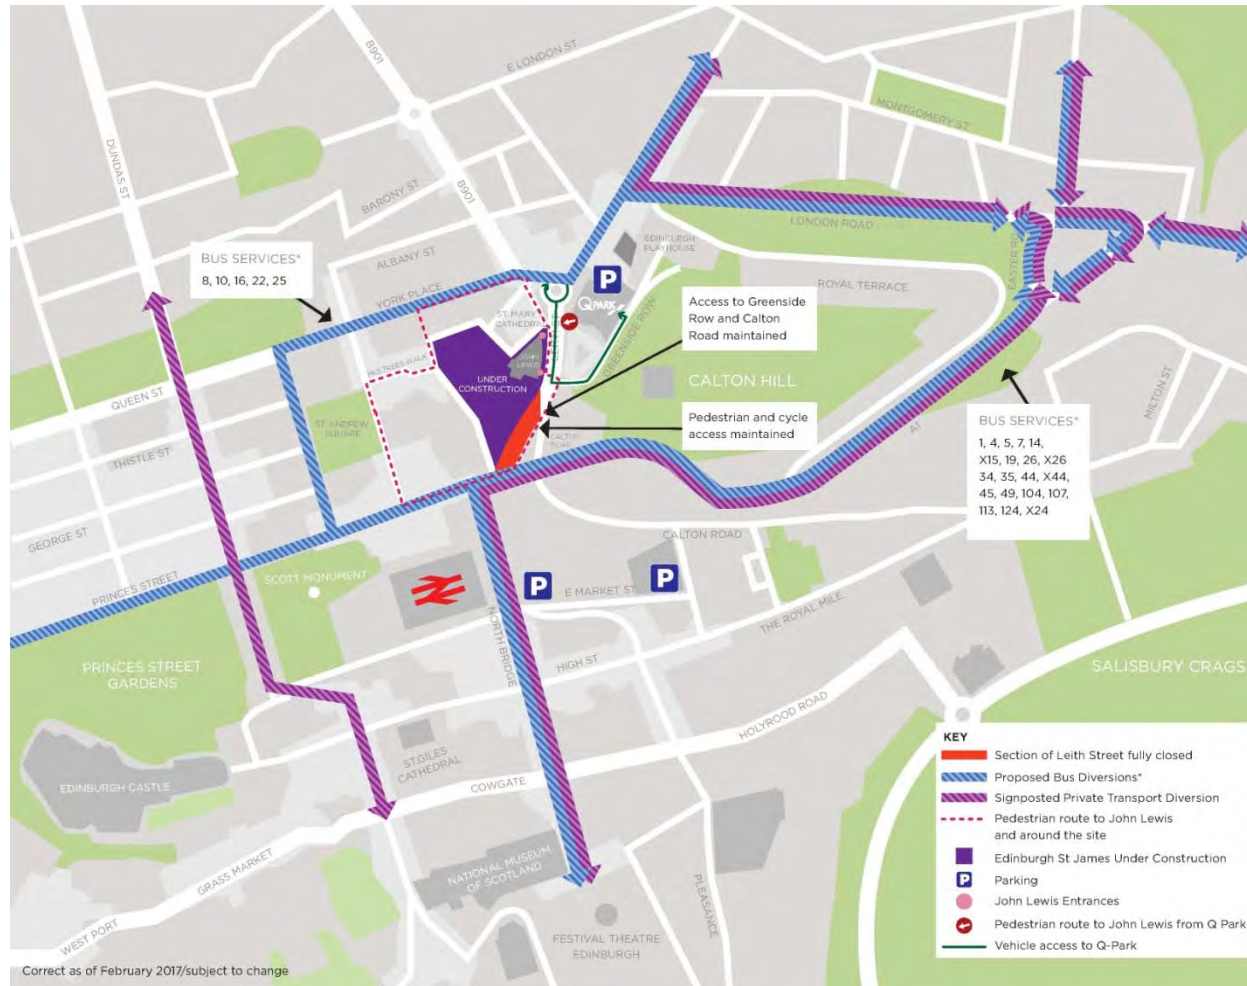 B901
E LONDON ST
MONTGOMERY ST
DUNDAS ST
BARONY ST
B901
LONDON ROAD
EDINBURGH
PLAYHOUSE
EASTER RD
BUS SERVICES*
8, 10, 16, 22, 25
ALBANY ST
YORK PLACE
P
QPARK
ROYAL TERRACE
Access to Greenside
Row and Calton
Road maintained
ST. MARY
CATHEDRAL
GREENSIDE ROW
MULTREES WALK
JOHN
LEWIS
UNDER
CONSTRUCTION
CALTON HILL
QUEEN ST
MILTON ST
Pedestrian and cycle
access maintained
BUS SERVICES*
1, 4, 5, 7, 14,
X15, 19, 26, X26
34, 35, 44, X44,
45, 49, 104, 107,
113, 124, X24
ST. ANDREW
SQUARE
A1
CALTON
ROAD
THISTLE ST
GEORGE ST
CALTON ROAD
PRINCES STREET
SCOTT MONUMENT
P
P
E MARKET ST
THE ROYAL MILE
NORTH BRIDGE
HIGH ST
PRINCES STREET
GARDENS
SALISBURY CRAGS
HOLYROOD ROAD
ST.GILES
CATHEDRAL
EDINBURGH CASTLE
COWGATE
GRASS MARKET
NATIONAL MUSEUM
OF SCOTLAND
PLEASANCE
WEST PORT
FESTIVAL THEATRE
EDINBURGH
KEY
Section of Leith Street fully closed
Proposed Bus Diversions*
Signposted Private Transport Diversion
Pedestrian route to John Lewis
and around the site
Edinburgh St James Under Construction
P Parking
John Lewis Entrances
Pedestrian route to John Lewis from Q Park
Vehicle access to Q-Park
Correct as of February 2017/subject to change